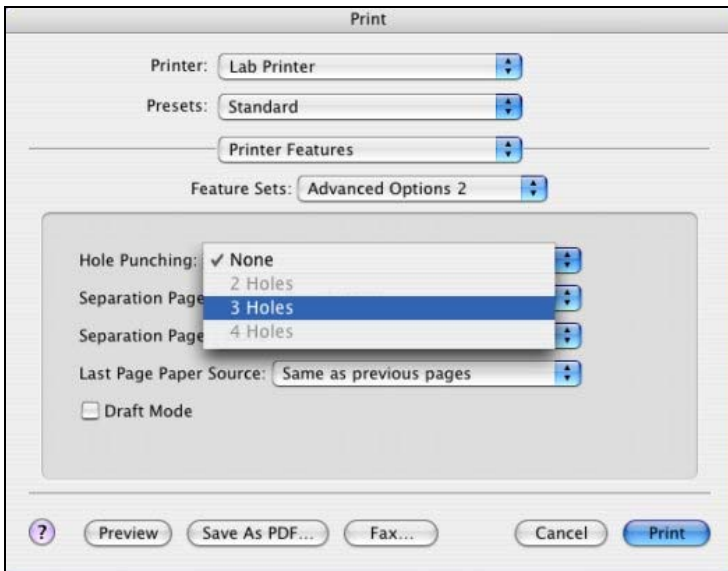 Print
Printer: Lab Printer
Presets: Standard
Printer Features
Feature Sets: Advanced Options 2
Hole Punching: ✓ None
2 Holes
Separation Page
3 Holes
Separation Page
4 Holes
Last Page Paper Source: Same as previous pages
Draft Mode
? Preview Save As PDF... Fax... Cancel Print